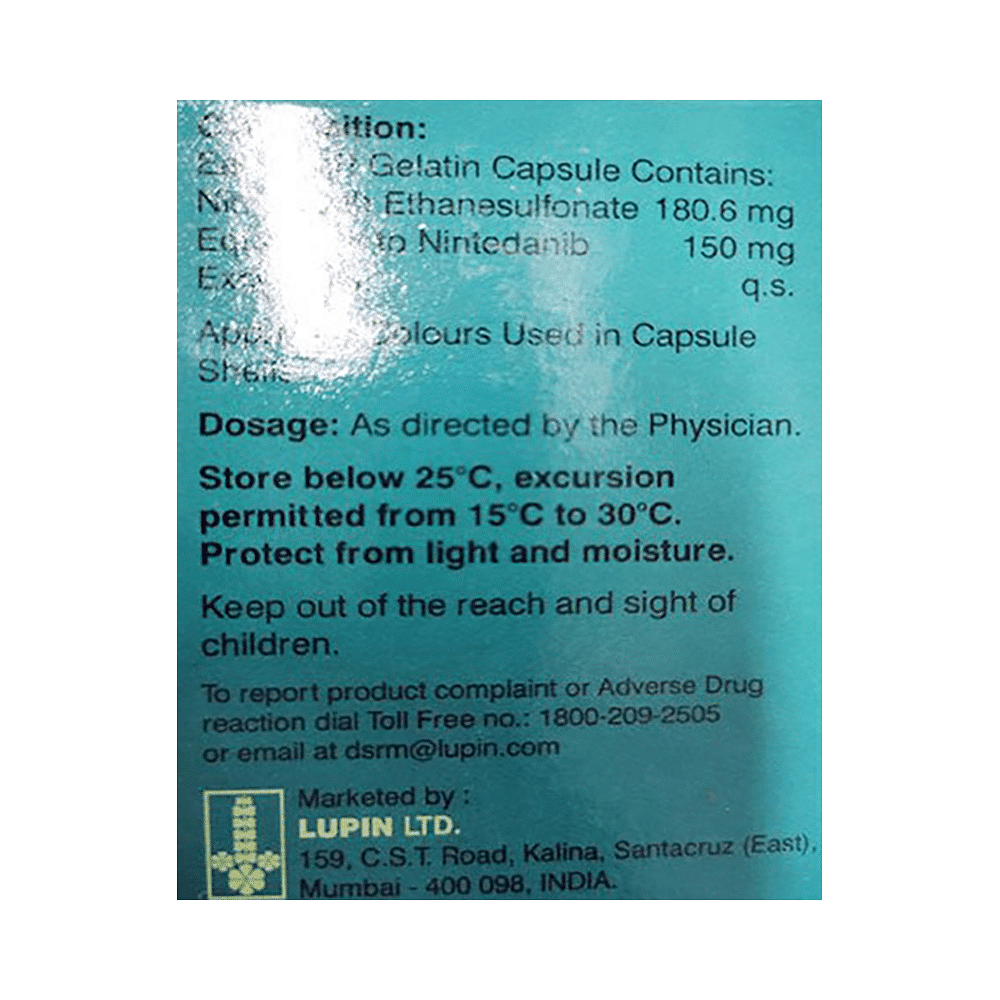 Gelatin Capsule Contains:
Ethanesulfonate 180.6 mg
to Nintedanib 150 mg
q.s.
Colours Used in Capsule
Shells
Dosage: As directed by the Physician.
Store below 25°C, excursion
permitted from 15°C to 30°C.
Protect from light and moisture.
Keep out of the reach and sight of
children.
To report product complaint or Adverse Drug
reaction dial Toll Free no.: 1800-209-2505
or email at dsrm@lupin.com
Marketed by :
LUPIN LTD.
159, C.S.T. Road, Kalina, Santacruz (East),
Mumbai - 400 098, INDIA.